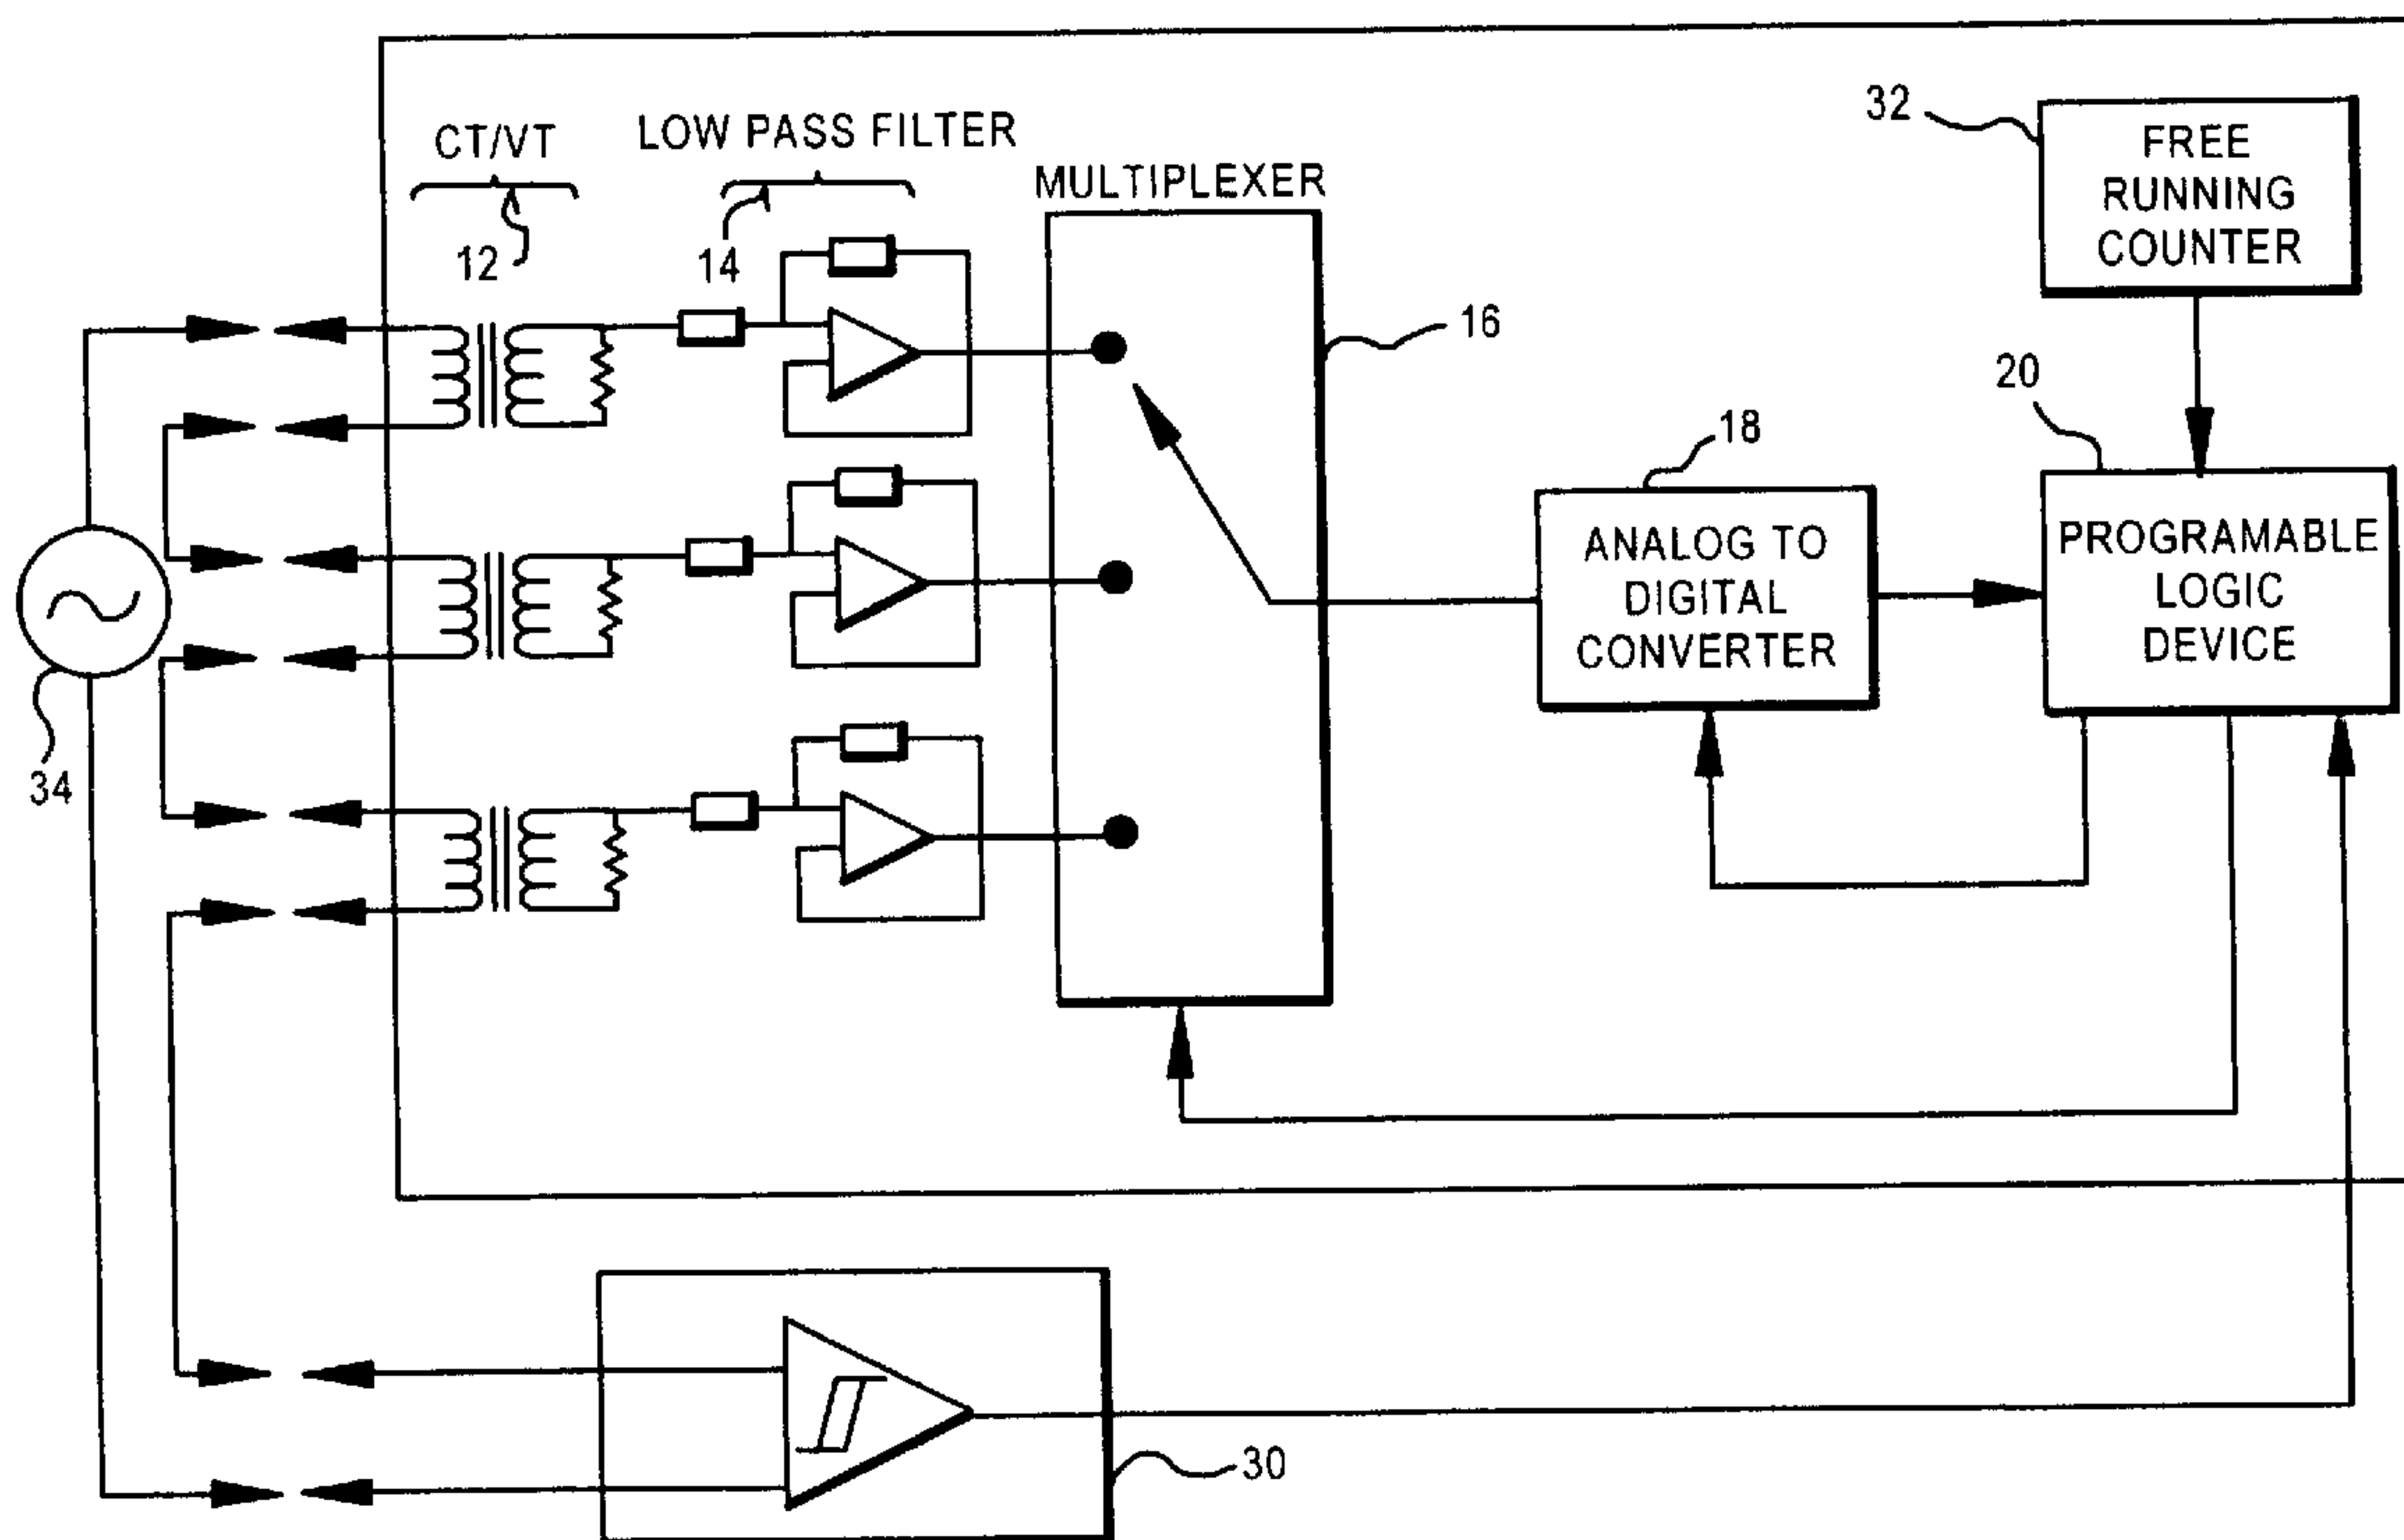 CT/VT
12
LOW PASS FILTER
14
MULTIPLEXER
16
32
FREE
RUNNING
COUNTER
18
ANALOG TO
DIGITAL
CONVERTER
20
PROGRAMABLE
LOGIC
DEVICE
34
30